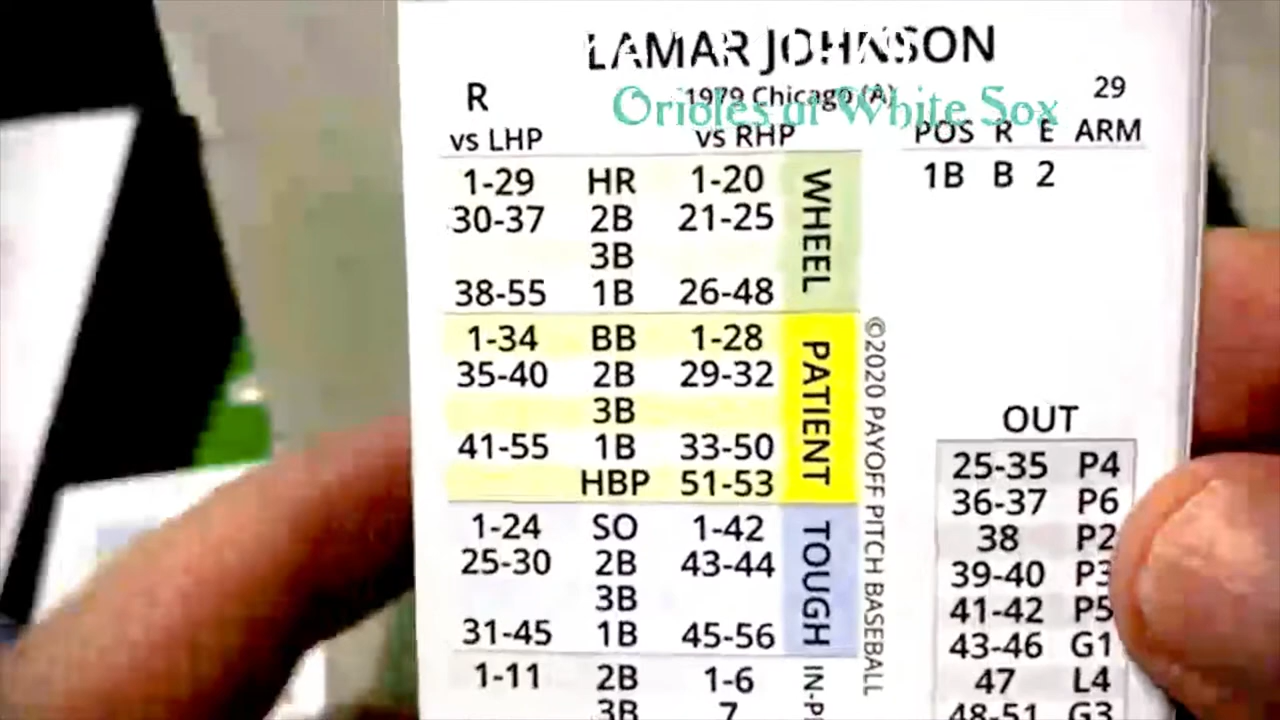 LAMAR JOHNSON
R 1979 Chicago (A) 29
Orioles at White Sox
vs LHP vs RHP POS R E ARM
1-29 HR 1-20 1B B 2
30-37 2B 21-25
3B
38-55 1B 26-48
WHEEL
1-34 BB 1-28
35-40 2B 29-32
3B
41-55 1B 33-50
HBP 51-53
PATIENT
1-24 SO 1-42
25-30 2B 43-44
3B
31-45 1B 45-56
TOUGH
1-11 2B 1-6
3B 7
©2020 PAYOFF PITCH BASEBALL
OUT
25-35 P4
36-37 P6
38 P2
39-40 P3
41-42 P5
43-46 G1
47 L4
48-51 G3